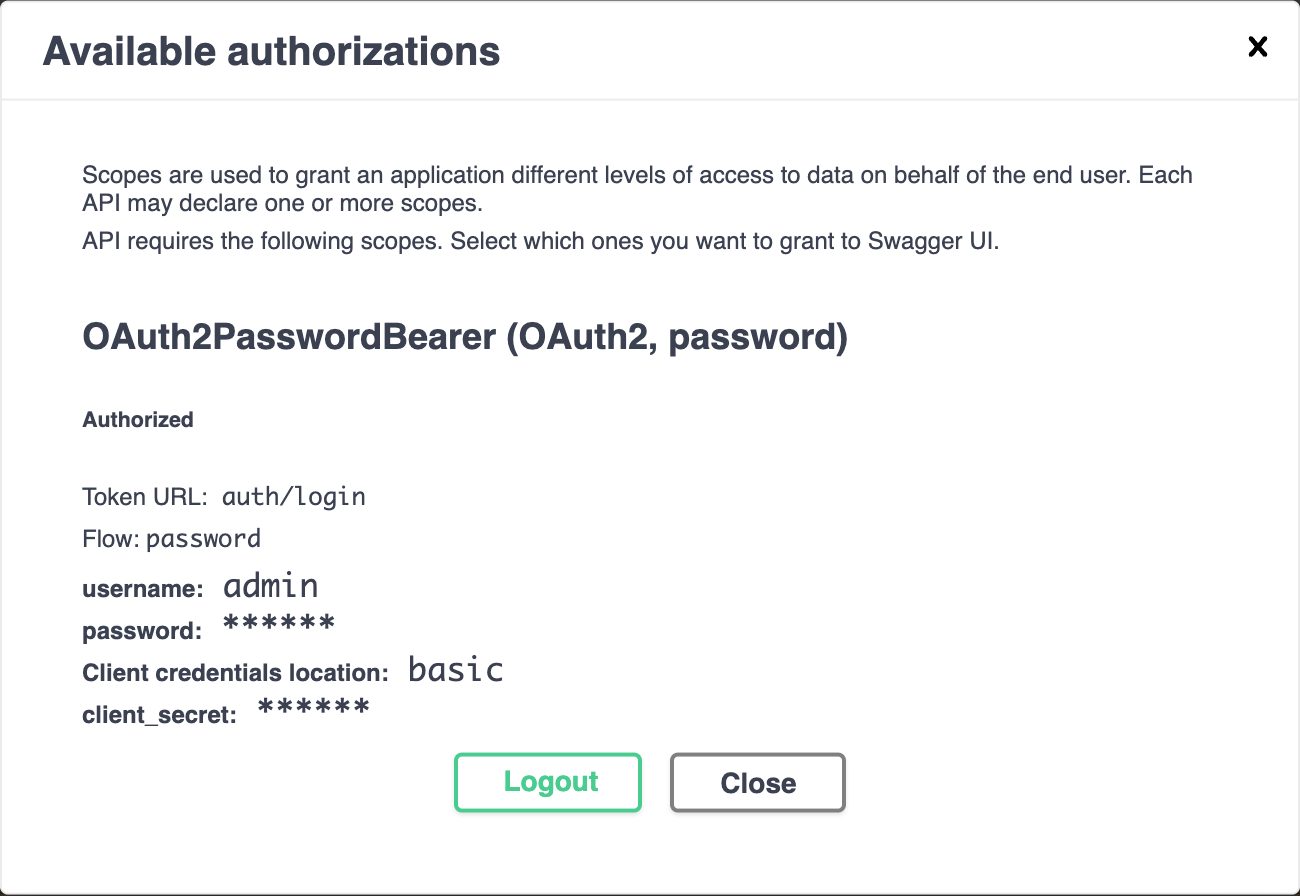 Available authorizations
Scopes are used to grant an application different levels of access to data on behalf of the end user. Each
API may declare one or more scopes.
API requires the following scopes. Select which ones you want to grant to Swagger UI.
OAuth2PasswordBearer (OAuth2, password)
Authorized
Token URL: auth/login
Flow: password
username: admin
password: ******
Client credentials location: basic
client_secret: ******
Logout Close